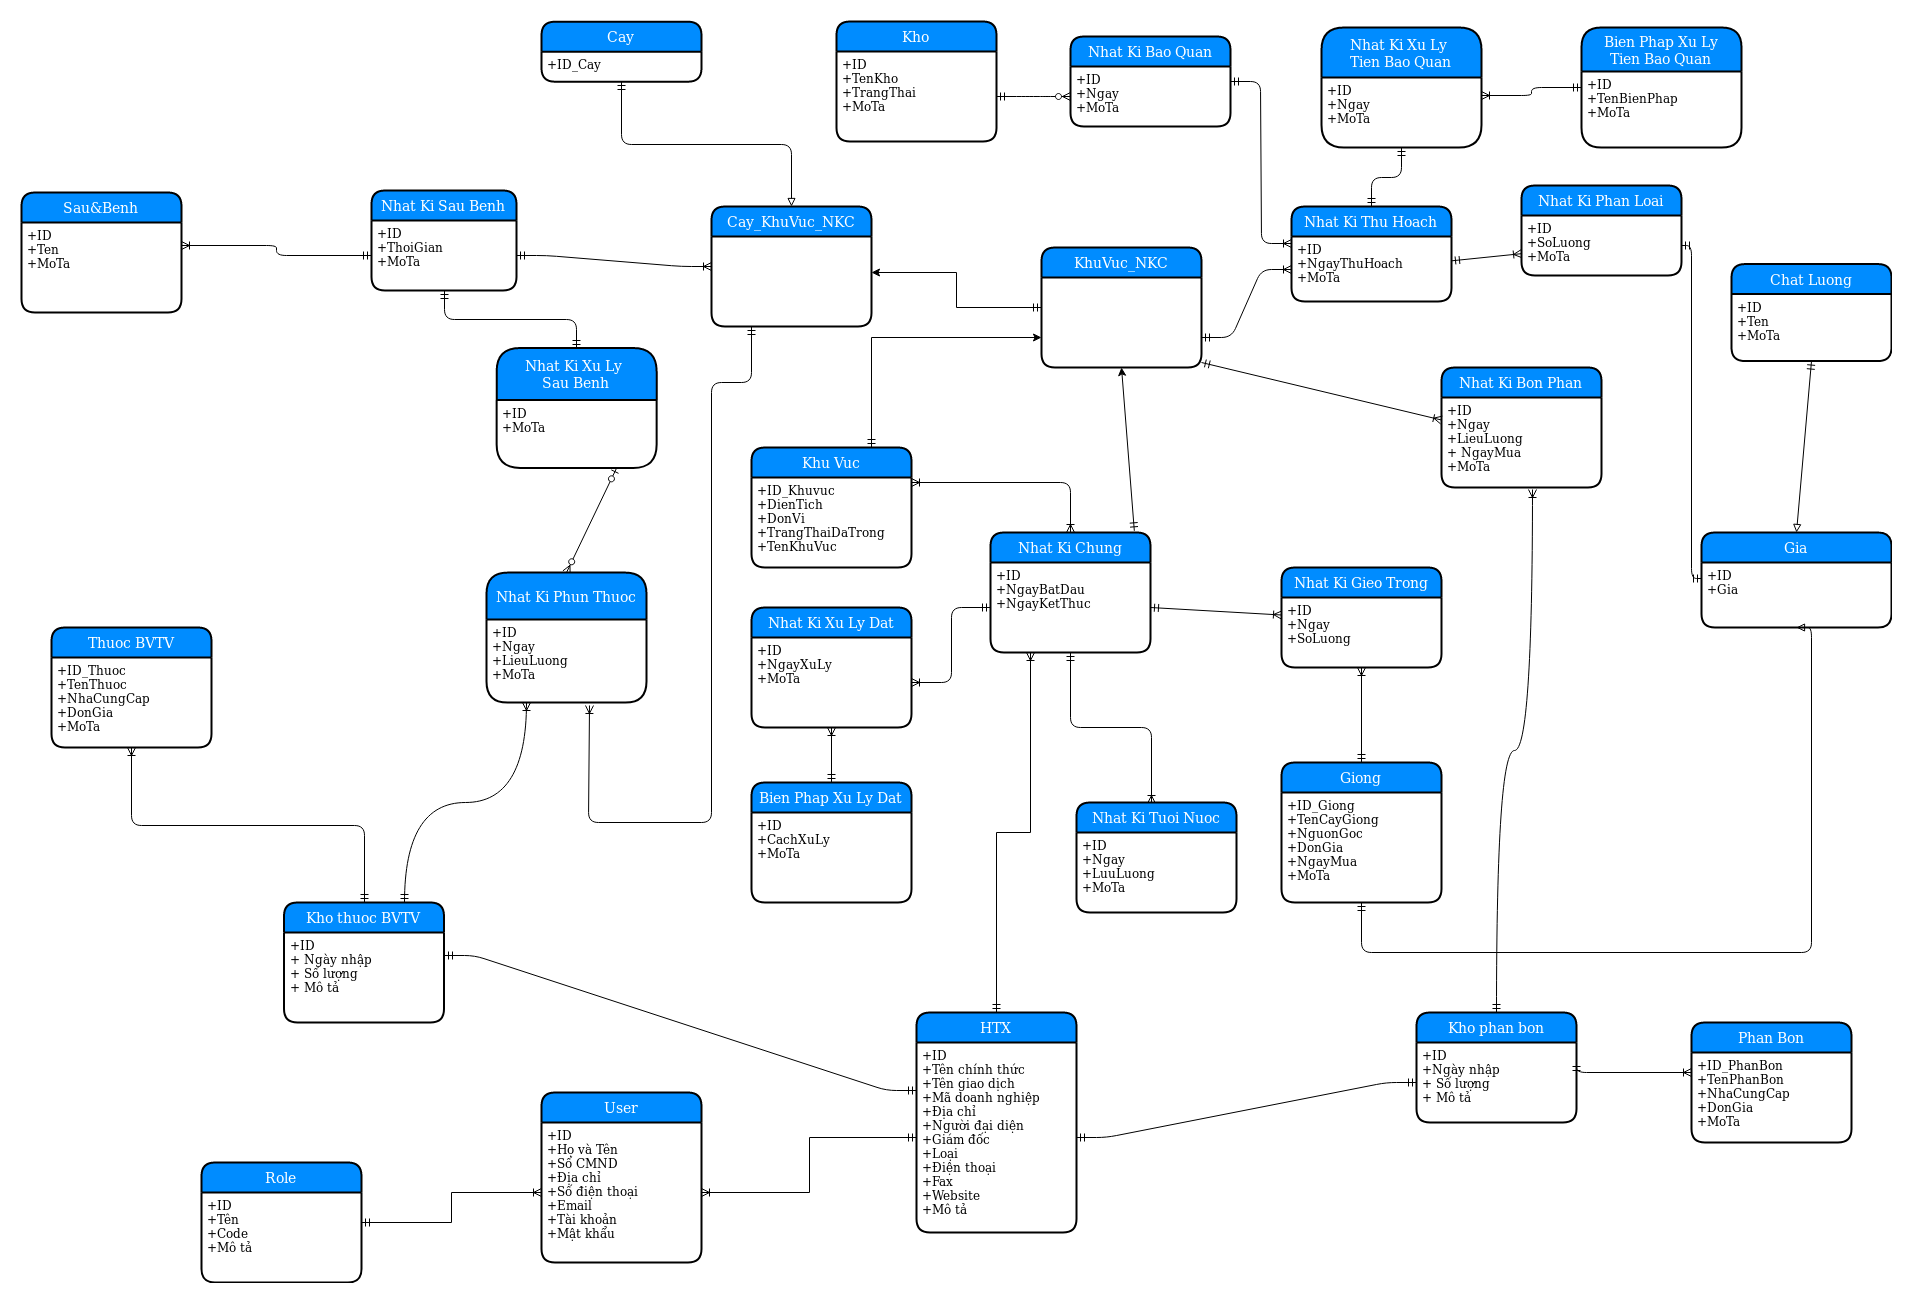 Cay
+ID_Cay
Kho
+ID
+TenKho
+TrangThai
+MoTa
Nhat Ki Bao Quan
+ID
+Ngay
+MoTa
Nhat Ki Xu Ly
Tien Bao Quan
+ID
+Ngay
+MoTa
Bien Phap Xu Ly
Tien Bao Quan
+ID
+TenBienPhap
+MoTa
Sau&Benh
+ID
+Ten
+MoTa
Nhat Ki Sau Benh
+ID
+ThoiGian
+MoTa
Cay_KhuVuc_NKC
KhuVuc_NKC
Nhat Ki Thu Hoach
+ID
+NgayThuHoach
+MoTa
Nhat Ki Phan Loai
+ID
+SoLuong
+MoTa
Chat Luong
+ID
+Ten
+MoTa
Nhat Ki Xu Ly
Sau Benh
+ID
+MoTa
Nhat Ki Bon Phan
+ID
+Ngay
+LieuLuong
+ NgayMua
+MoTa
Khu Vuc
+ID_Khuvuc
+DienTich
+DonVi
+TrangThaiDaTrong
+TenKhuVuc
Nhat Ki Chung
+ID
+NgayBatDau
+NgayKetThuc
Gia
+ID
+Gia
Nhat Ki Phun Thuoc
+ID
+Ngay
+LieuLuong
+MoTa
Nhat Ki Gieo Trong
+ID
+Ngay
+SoLuong
Thuoc BVTV
+ID_Thuoc
+TenThuoc
+NhaCungCap
+DonGia
+MoTa
Nhat Ki Xu Ly Dat
+ID
+NgayXuLy
+MoTa
Bien Phap Xu Ly Dat
+ID
+CachXuLy
+MoTa
Nhat Ki Tuoi Nuoc
+ID
+Ngay
+LuuLuong
+MoTa
Giong
+ID_Giong
+TenCayGiong
+NguonGoc
+DonGia
+NgayMua
+MoTa
Kho thuoc BVTV
+ID
+ Ngày nhập
+ Số lượng
+ Mô tả
HTX
+ID
+Tên chính thức
+Tên giao dịch
+Mã doanh nghiệp
+Địa chỉ
+Người đại diện
+Giám đốc
+Loại
+Điện thoại
+Fax
+Website
+Mô tả
Kho phan bon
+ID
+Ngày nhập
+ Số lượng
+ Mô tả
Phan Bon
+ID_PhanBon
+TenPhanBon
+NhaCungCap
+DonGia
+MoTa
User
+ID
+Họ và Tên
+Số CMND
+Địa chỉ
+Số điện thoại
+Email
+Tài khoản
+Mật khẩu
Role
+ID
+Tên
+Code
+Mô tả